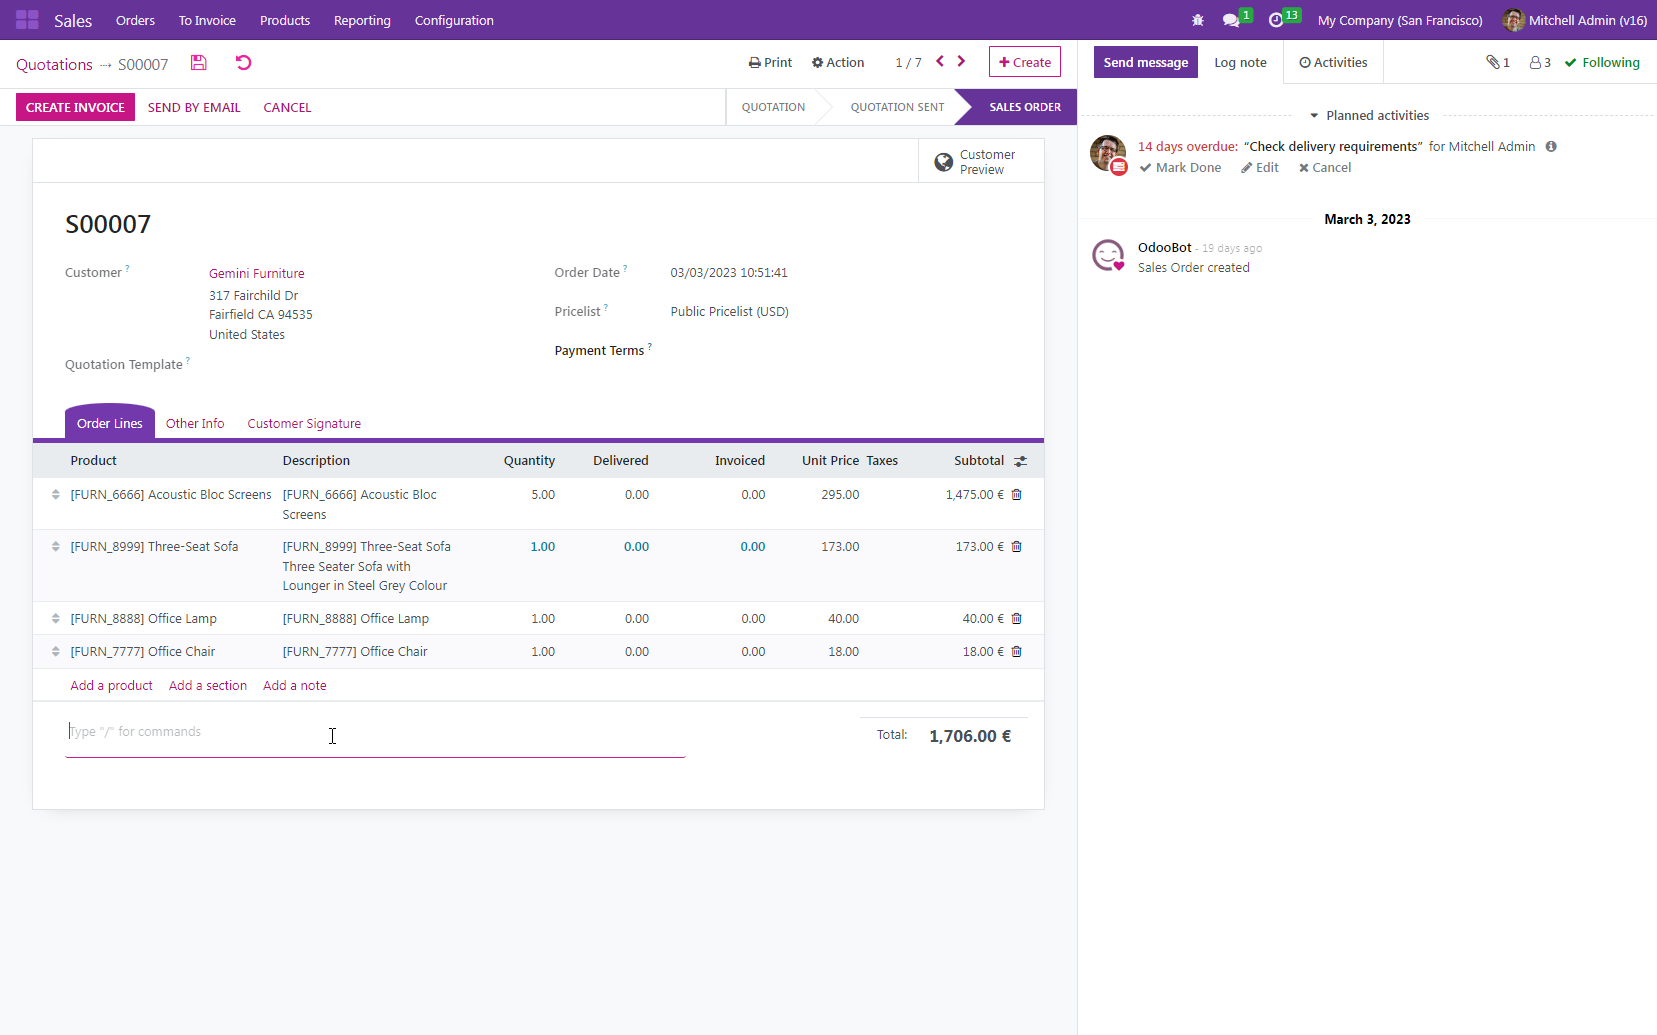 Sales Orders To Invoice Products Reporting Configuration 1 13 My Company (San Francisco) Mitchell Admin (v16)
Quotations → S00007 Print Action 1 / 7 Create
CREATE INVOICE SEND BY EMAIL CANCEL QUOTATION QUOTATION SENT SALES ORDER
Customer
Preview
S00007
Customer ? Gemini Furniture
317 Fairchild Dr
Fairfield CA 94535
United States
Quotation Template ?
Order Date ? 03/03/2023 10:51:41
Pricelist ? Public Pricelist (USD)
Payment Terms ?
Order Lines Other Info Customer Signature
Product Description Quantity Delivered Invoiced Unit Price Taxes Subtotal
[FURN_6666] Acoustic Bloc Screens [FURN_6666] Acoustic Bloc 5.00 0.00 0.00 295.00 1,475.00 €
Screens
[FURN_8999] Three-Seat Sofa [FURN_8999] Three-Seat Sofa 1.00 0.00 0.00 173.00 173.00 €
Three Seater Sofa with
Lounger in Steel Grey Colour
[FURN_8888] Office Lamp [FURN_8888] Office Lamp 1.00 0.00 0.00 40.00 40.00 €
[FURN_7777] Office Chair [FURN_7777] Office Chair 1.00 0.00 0.00 18.00 18.00 €
Add a product Add a section Add a note
Type "/" for commands
Total: 1,706.00 €
Send message Log note Activities 1 3 Following
Planned activities
14 days overdue: “Check delivery requirements” for Mitchell Admin
Mark Done Edit Cancel
March 3, 2023
OdooBot - 19 days ago
Sales Order created